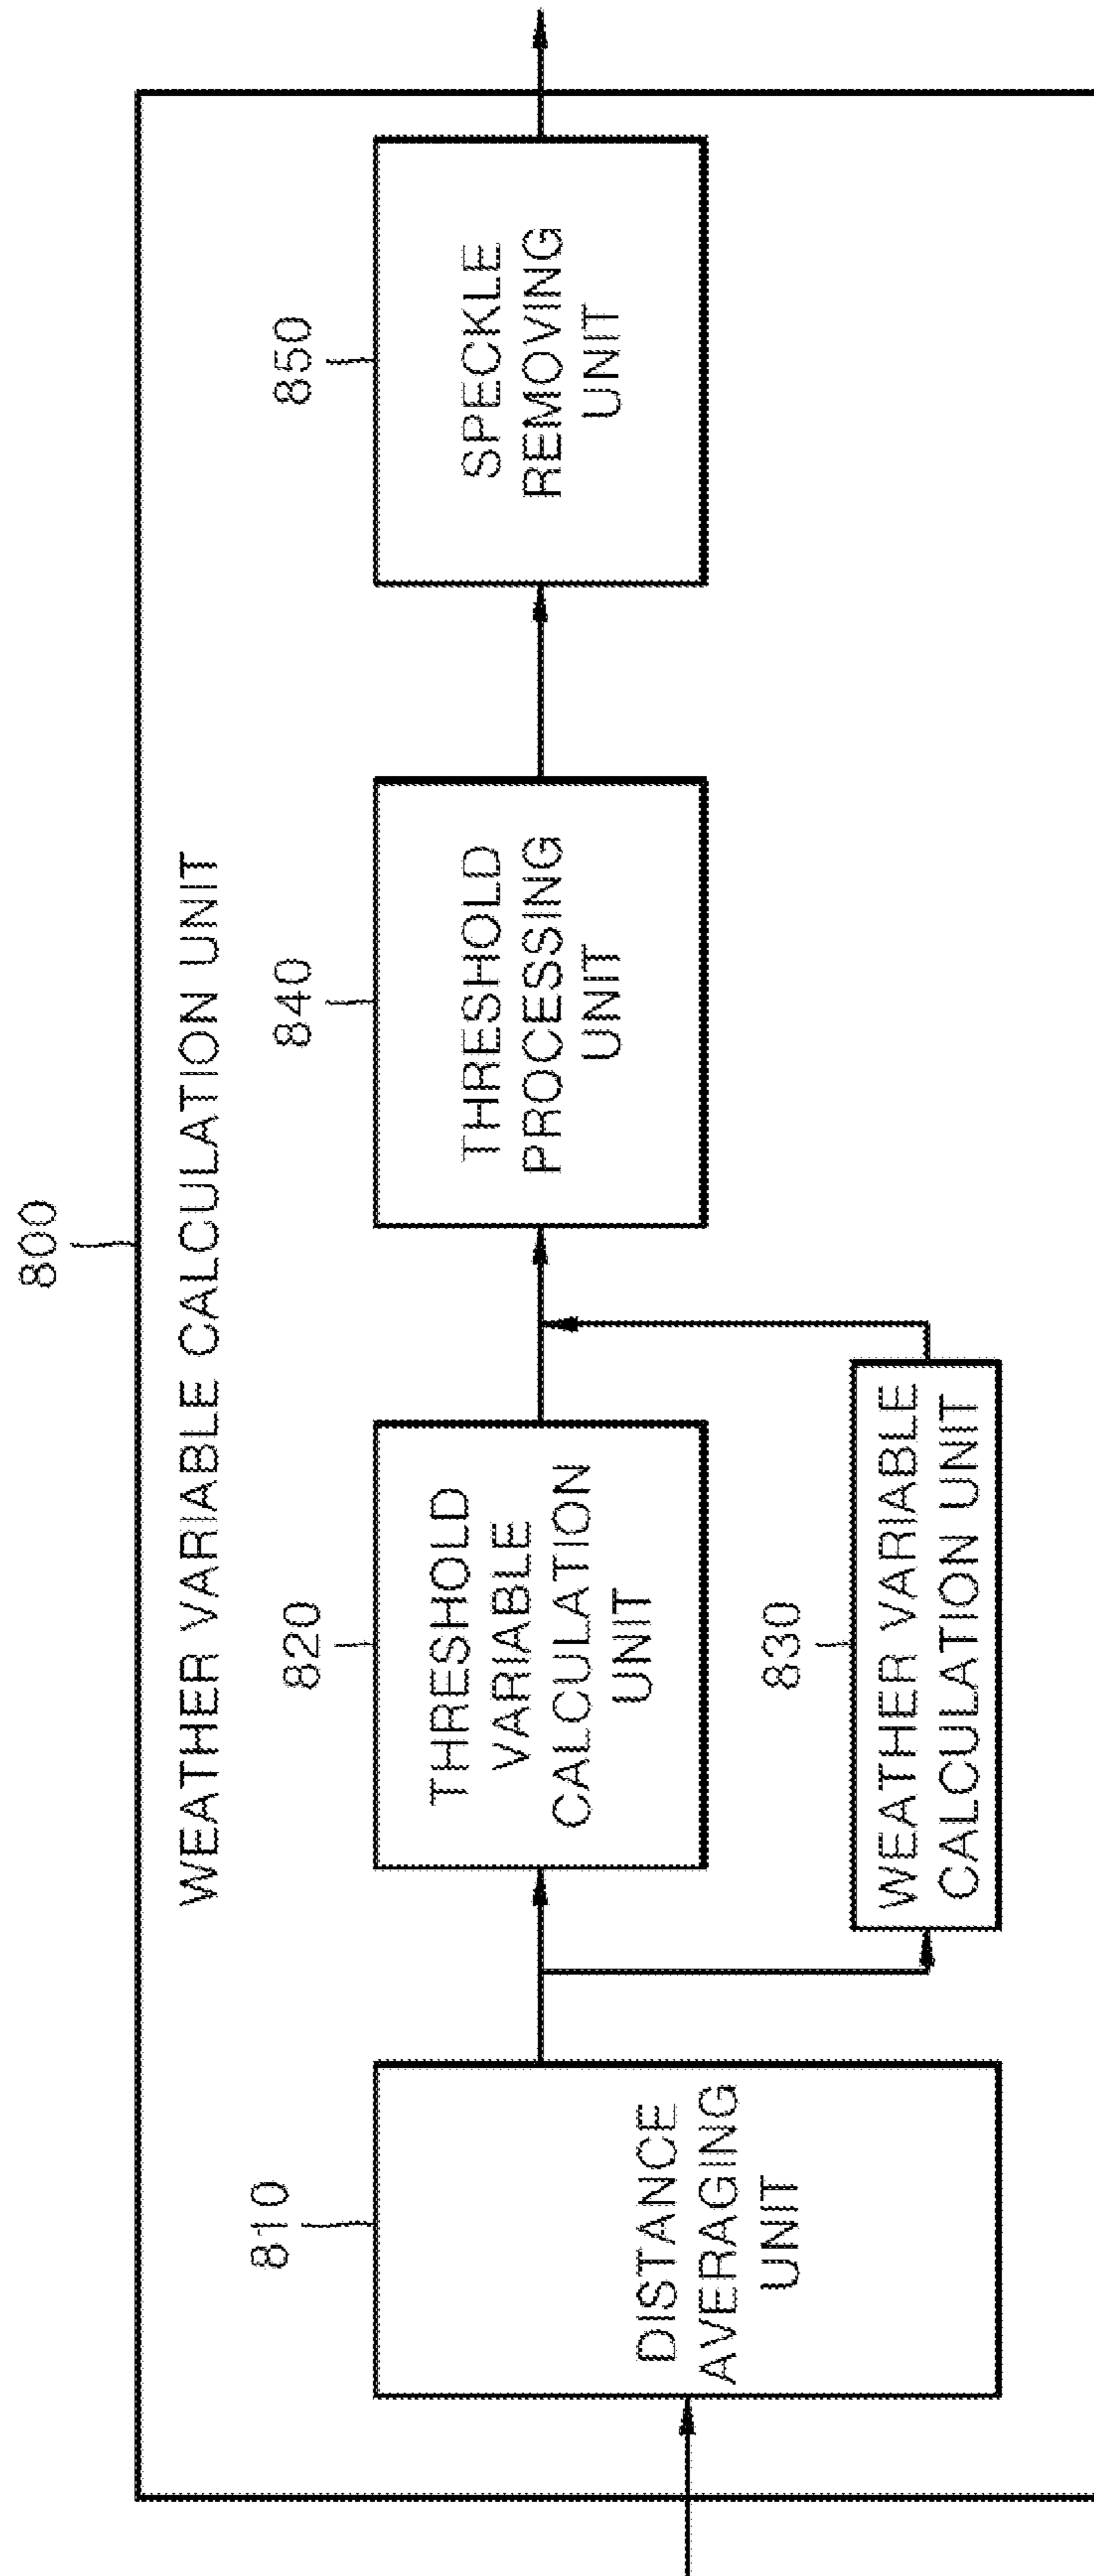 800
WEATHER VARIABLE CALCULATION UNIT
810
DISTANCE
AVERAGING
UNIT
820
THRESHOLD
VARIABLE
CALCULATION
UNIT
830
WEATHER VARIABLE
CALCULATION UNIT
840
THRESHOLD
PROCESSING
UNIT
850
SPECKLE
REMOVING
UNIT